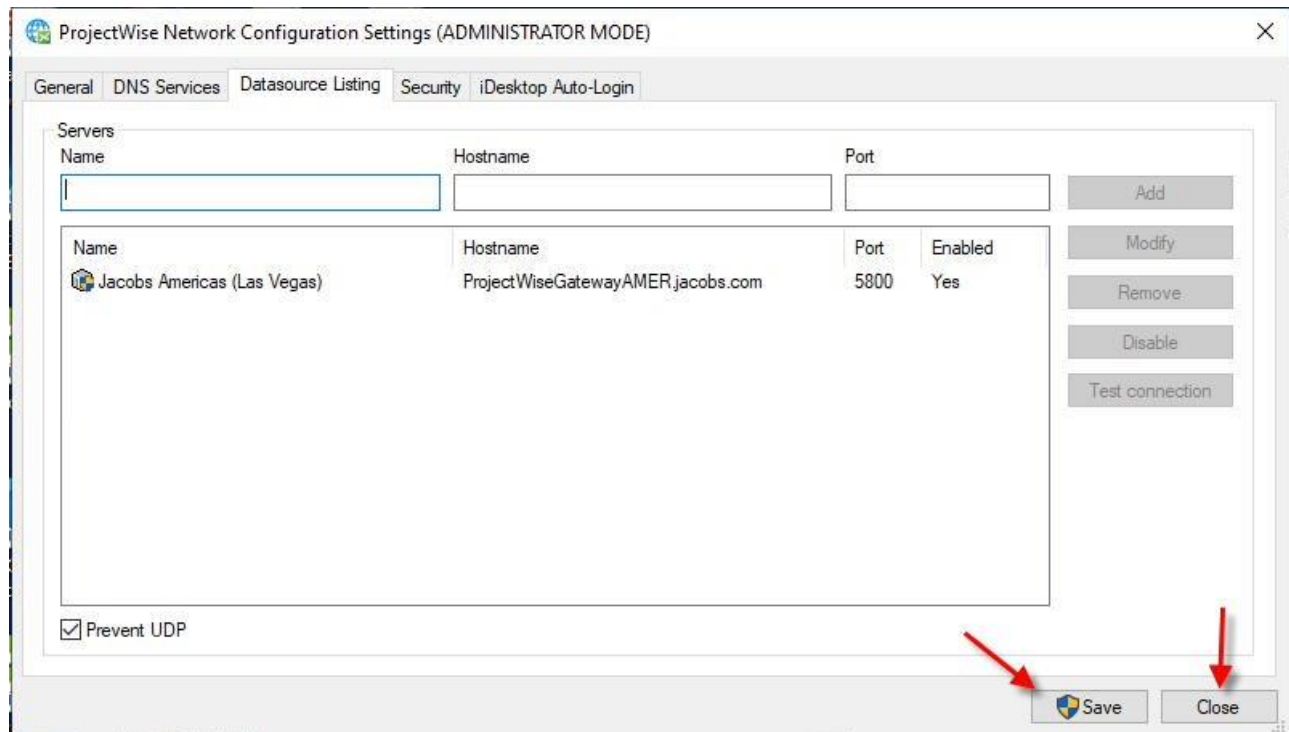 ProjectWise Network Configuration Settings (ADMINISTRATOR MODE)
General DNS Services Datasource Listing Security iDesktop Auto-Login
Servers
Name Hostname Port
Add
Name Hostname Port Enabled
Modify
Jacobs Americas (Las Vegas) ProjectWiseGatewayAMER.jacobs.com 5800 Yes
Remove
Disable
Test connection
Prevent UDP
Save Close